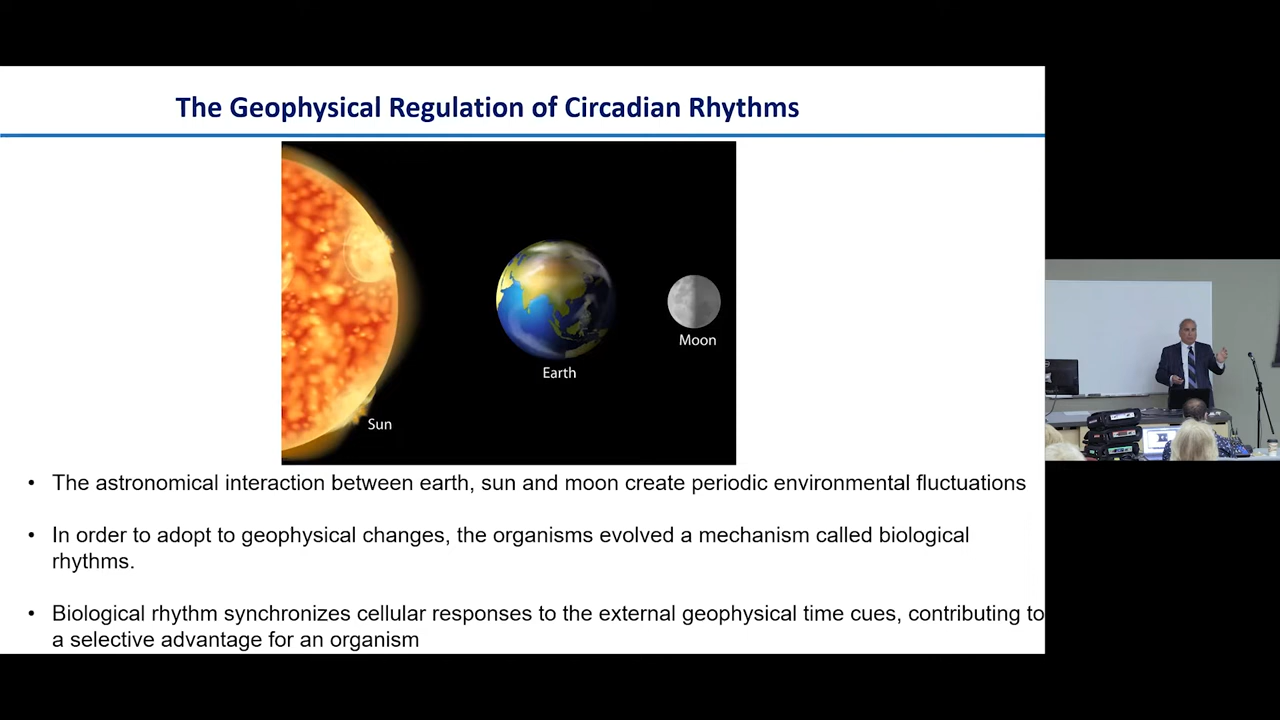 The Geophysical Regulation of Circadian Rhythms
Sun
Earth
Moon
• The astronomical interaction between earth, sun and moon create periodic environmental fluctuations
• In order to adopt to geophysical changes, the organisms evolved a mechanism called biological
rhythms.
• Biological rhythm synchronizes cellular responses to the external geophysical time cues, contributing to
a selective advantage for an organism